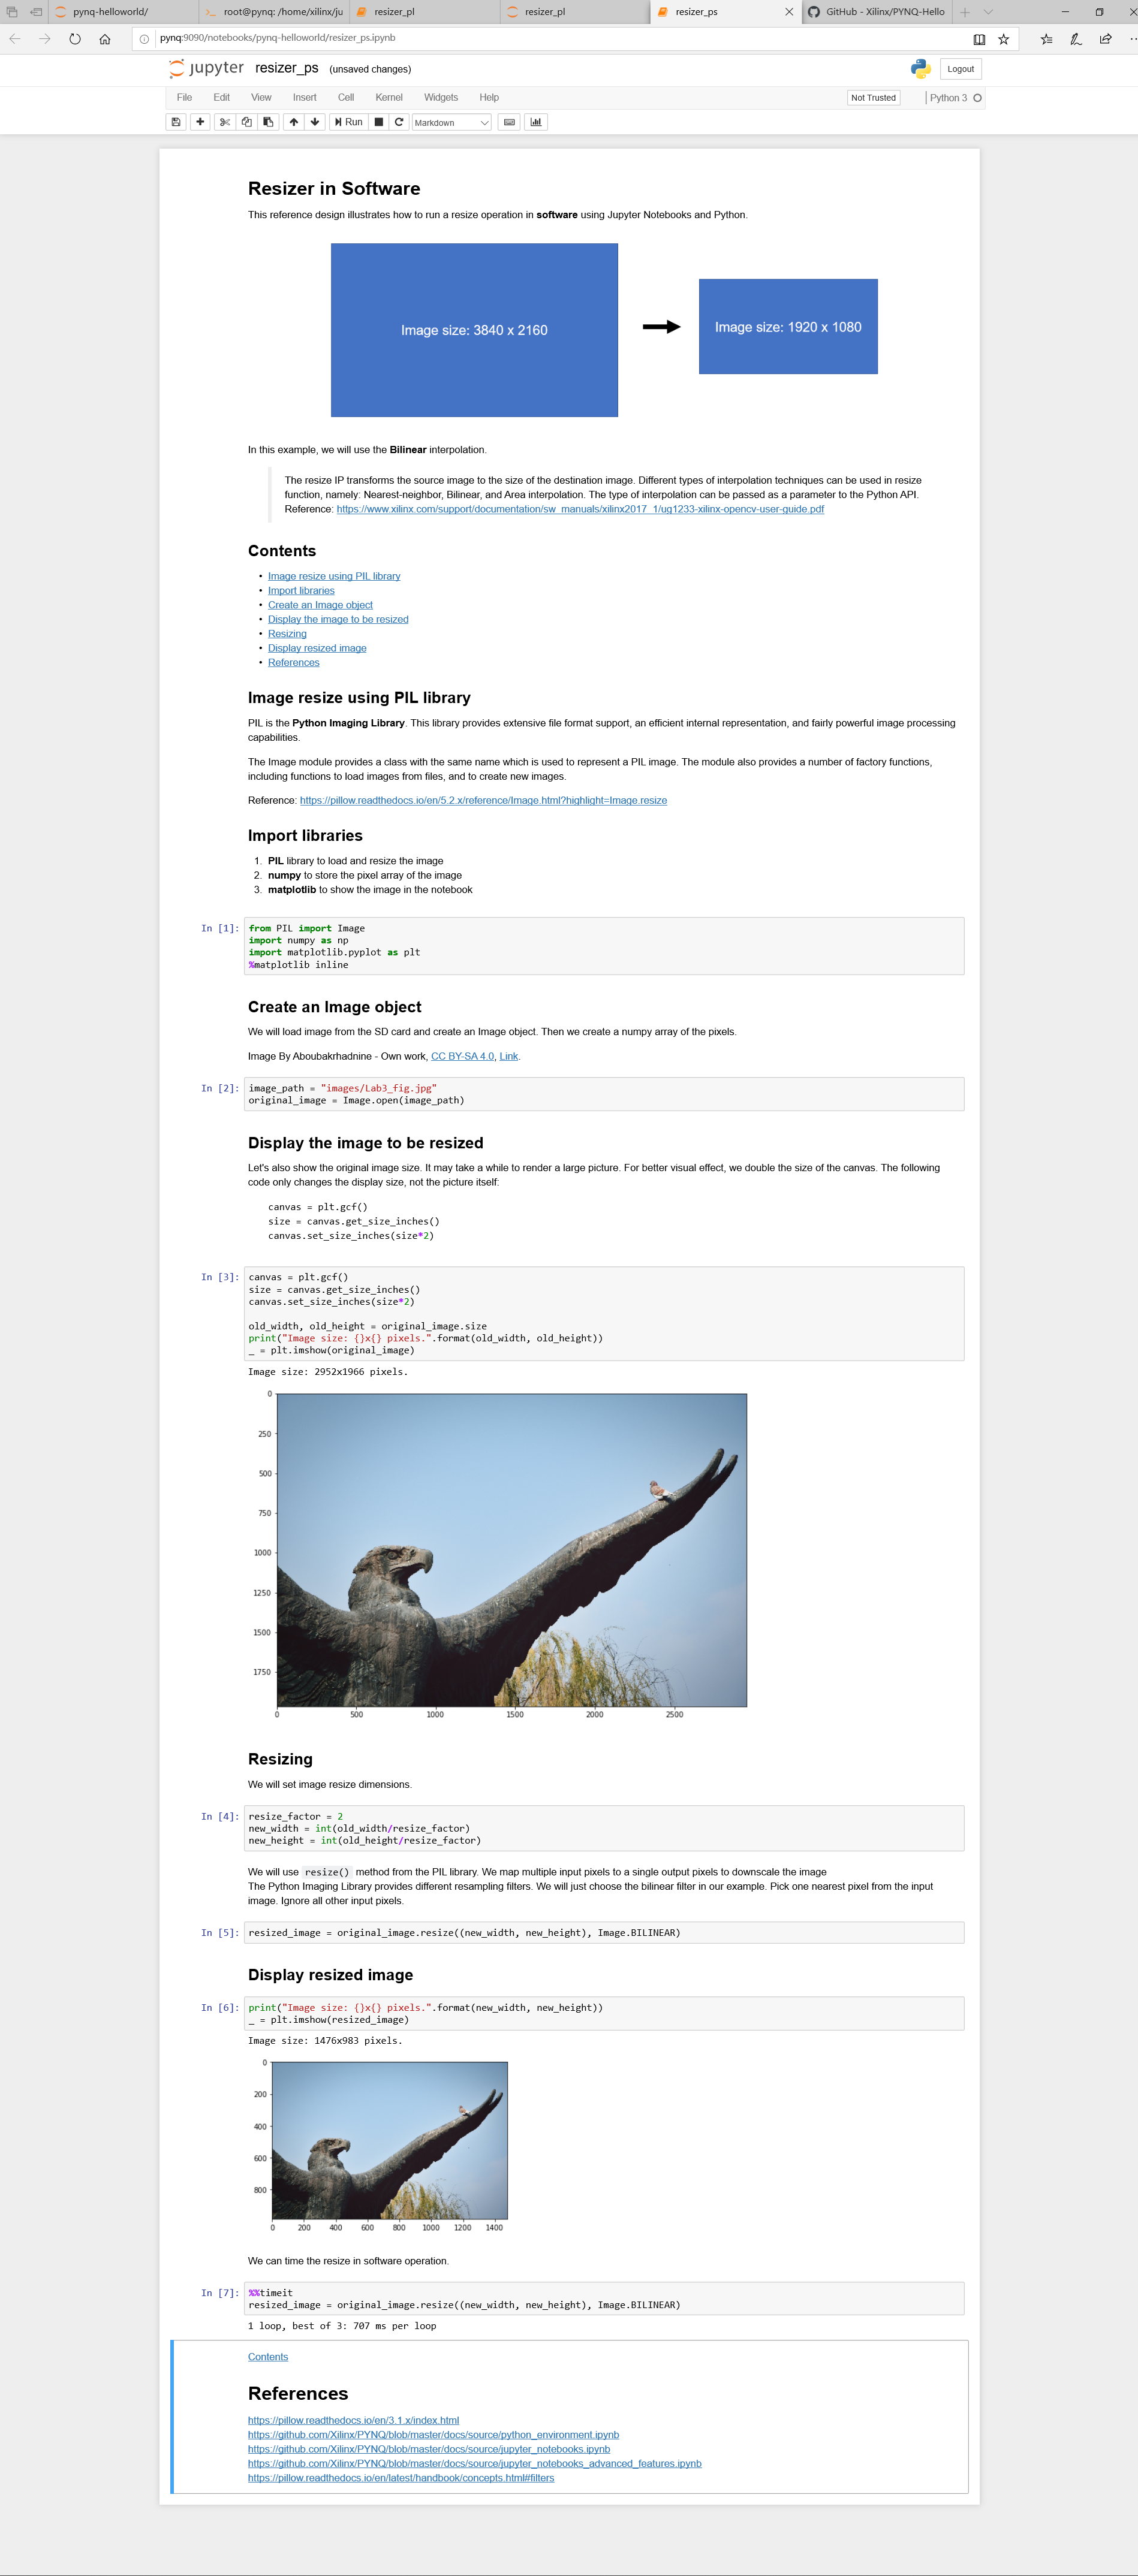 pynq-helloworld/
root@pynq: /home/xilinx/ju
resizer_pl
resizer_pl
resizer_ps
GitHub - Xilinx/PYNQ-Hello
pynq:9090/notebooks/pynq-helloworld/resizer_ps.ipynb
jupyter resizer_ps (unsaved changes)
Logout
File Edit View Insert Cell Kernel Widgets Help
Not Trusted
Python 3
Run
Markdown
Resizer in Software
This reference design illustrates how to run a resize operation in software using Jupyter Notebooks and Python.
Image size: 3840 x 2160
Image size: 1920 x 1080
In this example, we will use the Bilinear interpolation.
The resize IP transforms the source image to the size of the destination image. Different types of interpolation techniques can be used in resize
function, namely: Nearest-neighbor, Bilinear, and Area interpolation. The type of interpolation can be passed as a parameter to the Python API.
Reference: https://www.xilinx.com/support/documentation/sw_manuals/xilinx2017_1/ug1233-xilinx-opencv-user-guide.pdf
Contents
• Image resize using PIL library
• Import libraries
• Create an Image object
• Display the image to be resized
• Resizing
• Display resized image
• References
Image resize using PIL library
PIL is the Python Imaging Library. This library provides extensive file format support, an efficient internal representation, and fairly powerful image processing
capabilities.
The Image module provides a class with the same name which is used to represent a PIL image. The module also provides a number of factory functions,
including functions to load images from files, and to create new images.
Reference: https://pillow.readthedocs.io/en/5.2.x/reference/Image.html?highlight=Image.resize
Import libraries
1. PIL library to load and resize the image
2. numpy to store the pixel array of the image
3. matplotlib to show the image in the notebook
In [1]: from PIL import Image
import numpy as np
import matplotlib.pyplot as plt
%matplotlib inline
Create an Image object
We will load image from the SD card and create an Image object. Then we create a numpy array of the pixels.
Image By Aboubakrhadnine - Own work, CC BY-SA 4.0, Link.
In [2]: image_path = "images/Lab3_fig.jpg"
original_image = Image.open(image_path)
Display the image to be resized
Let's also show the original image size. It may take a while to render a large picture. For better visual effect, we double the size of the canvas. The following
code only changes the display size, not the picture itself:
canvas = plt.gcf()
size = canvas.get_size_inches()
canvas.set_size_inches(size*2)
In [3]: canvas = plt.gcf()
size = canvas.get_size_inches()
canvas.set_size_inches(size*2)
old_width, old_height = original_image.size
print("Image size: {}x{} pixels.".format(old_width, old_height))
_ = plt.imshow(original_image)
Image size: 2952x1966 pixels.
0
250
500
750
1000
1250
1500
1750
0 500 1000 1500 2000 2500
Resizing
We will set image resize dimensions.
In [4]: resize_factor = 2
new_width = int(old_width/resize_factor)
new_height = int(old_height/resize_factor)
We will use resize() method from the PIL library. We map multiple input pixels to a single output pixels to downscale the image
The Python Imaging Library provides different resampling filters. We will just choose the bilinear filter in our example. Pick one nearest pixel from the input
image. Ignore all other input pixels.
In [5]: resized_image = original_image.resize((new_width, new_height), Image.BILINEAR)
Display resized image
In [6]: print("Image size: {}x{} pixels.".format(new_width, new_height))
_ = plt.imshow(resized_image)
Image size: 1476x983 pixels.
0
200
400
600
800
0 200 400 600 800 1000 1200 1400
We can time the resize in software operation.
In [7]: %%timeit
resized_image = original_image.resize((new_width, new_height), Image.BILINEAR)
1 loop, best of 3: 707 ms per loop
Contents
References
https://pillow.readthedocs.io/en/3.1.x/index.html
https://github.com/Xilinx/PYNQ/blob/master/docs/source/python_environment.ipynb
https://github.com/Xilinx/PYNQ/blob/master/docs/source/jupyter_notebooks.ipynb
https://github.com/Xilinx/PYNQ/blob/master/docs/source/jupyter_notebooks_advanced_features.ipynb
https://pillow.readthedocs.io/en/latest/handbook/concepts.html#filters